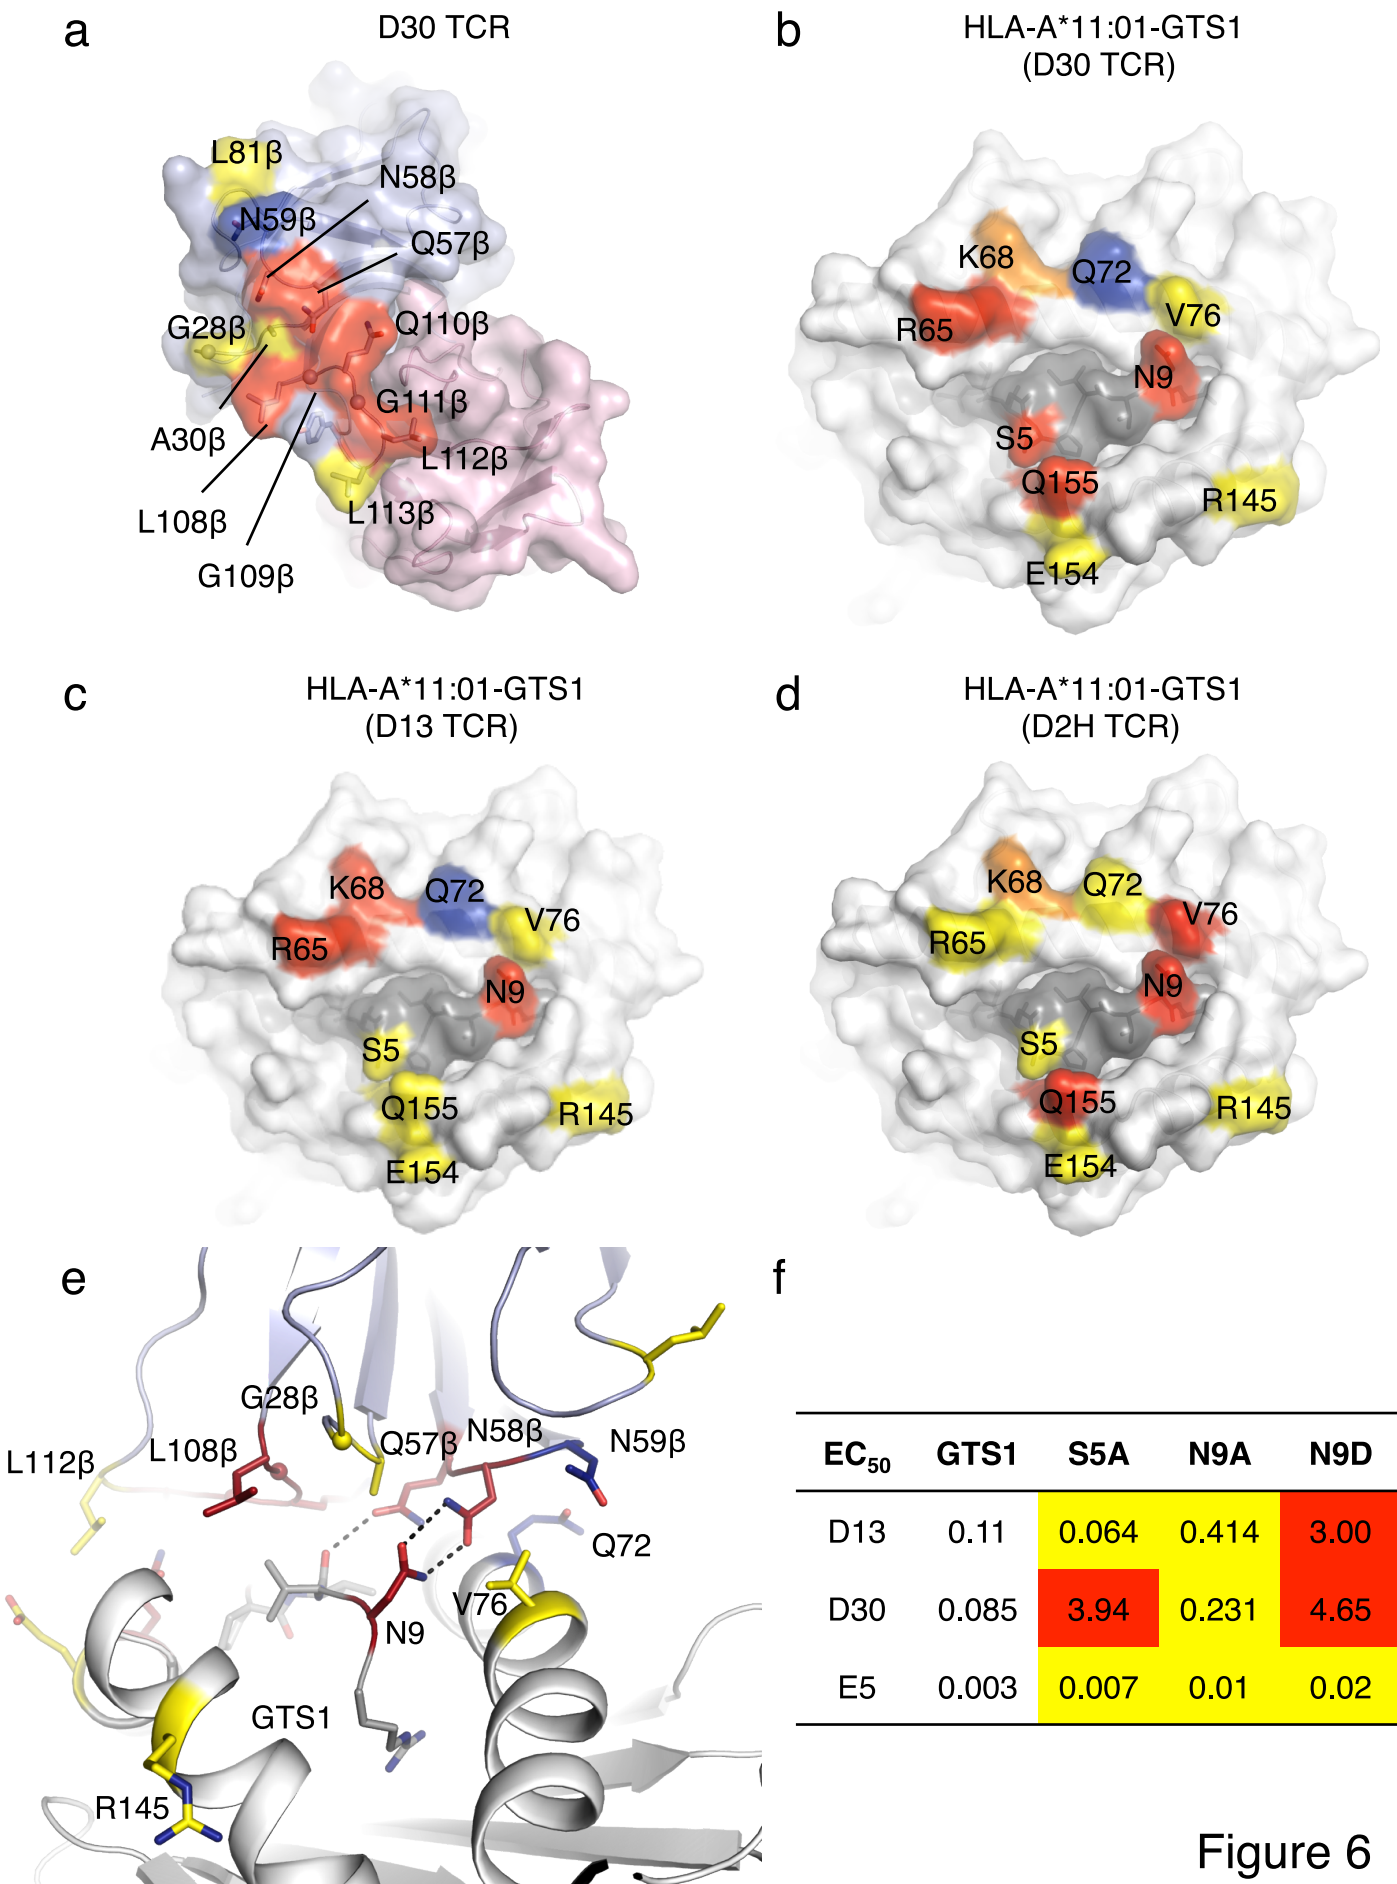 a
D30 TCR
L81β
N58β
N59β
Q57β
G28β
Q110β
G111β
A30β
L112β
L108β
L113β
G109β
b
HLA-A*11:01-GTS1
(D30 TCR)
K68
Q72
R65
V76
N9
S5
Q155
R145
E154
c
HLA-A*11:01-GTS1
(D13 TCR)
K68
Q72
V76
R65
N9
S5
Q155
R145
E154
d
HLA-A*11:01-GTS1
(D2H TCR)
K68
Q72
V76
R65
N9
S5
Q155
R145
E154
e
G28β
L112β
L108β
Q57β
N58β
N59β
Q72
V76
N9
GTS1
R145
f
EC50 GTS1 S5A N9A N9D
D13 0.11 0.064 0.414 3.00
D30 0.085 3.94 0.231 4.65
E5 0.003 0.007 0.01 0.02
Figure 6